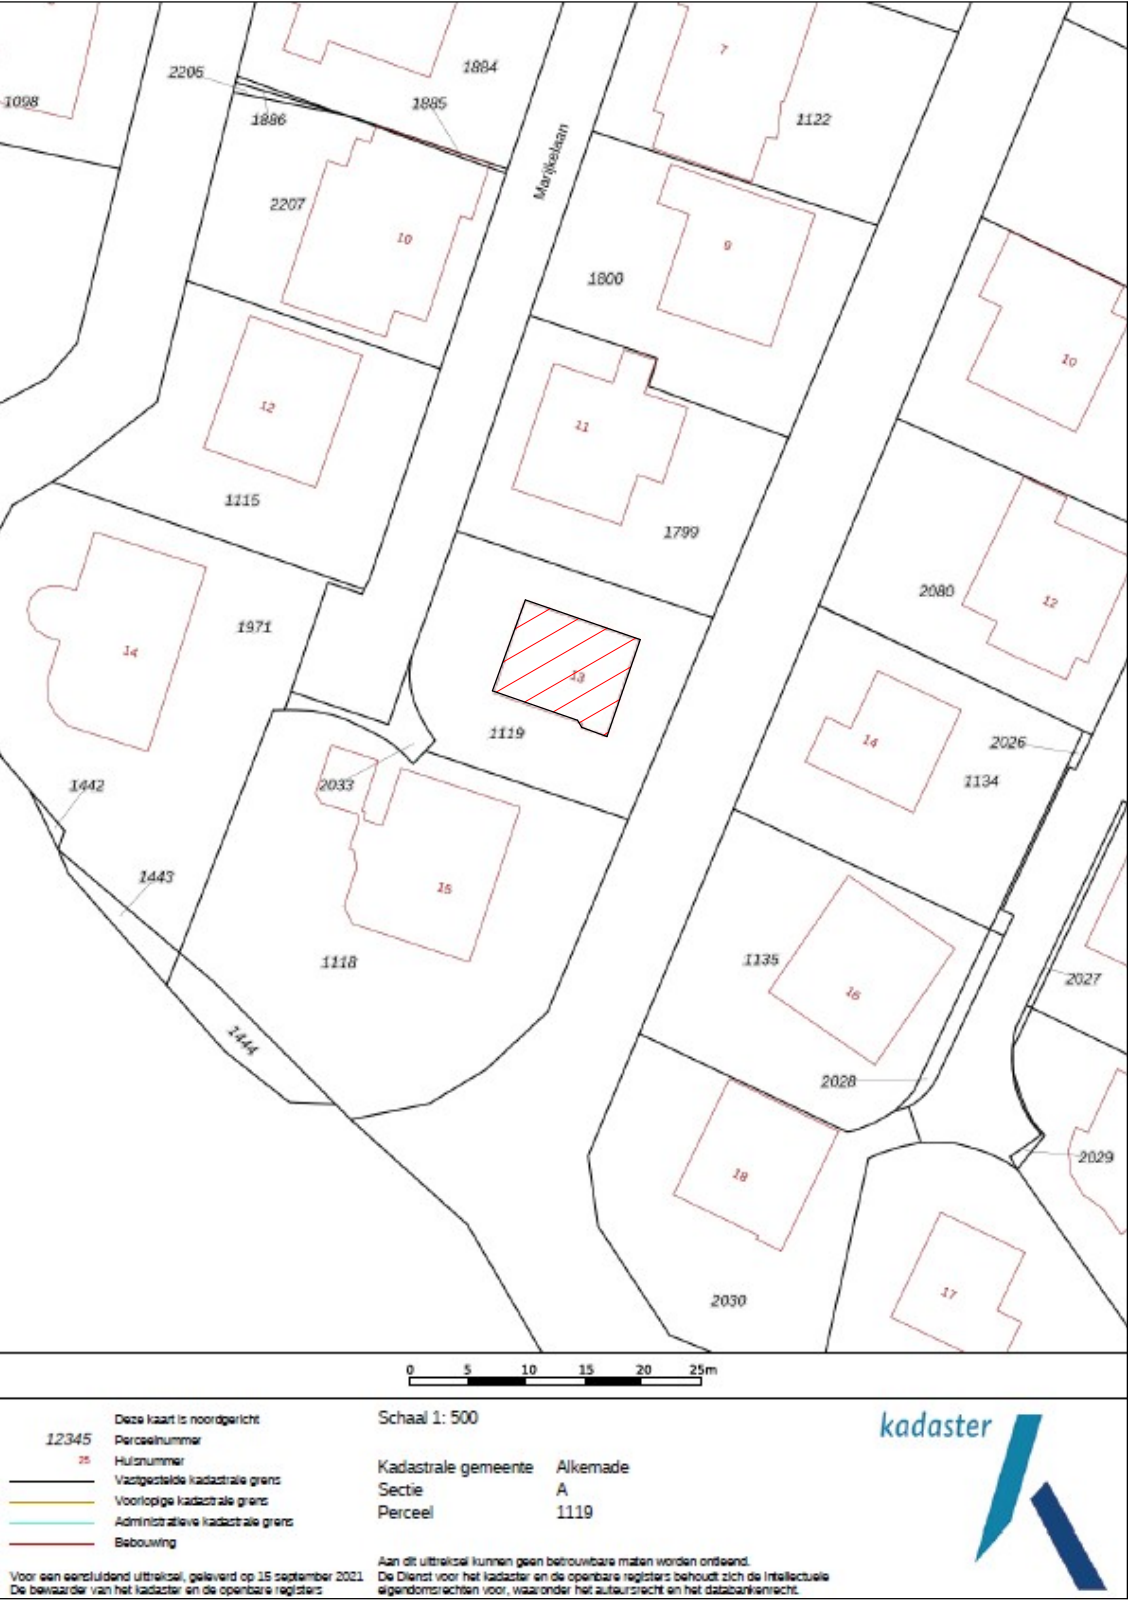 7
1884
2206
1098
1885
1886
1122
Marijkelaan
2207
10
9
1800
10
12
11
1115
1799
2080
12
1971
14
13
1119
14
2026
1134
2033
1442
1443
15
1118
1135
16
2027
1444
2028
2029
18
2030
17
0 5 10 15 20 25m
Deze kaart is noordgericht
12345 Perceelnummer
25 Huisnummer
Vastgestelde kadastrale grens
Voorlopige kadastrale grens
Administratieve kadastrale grens
Bebouwing
Voor een eensluidend uittreksel, geleverd op 15 september 2021
De bewaarder van het kadaster en de openbare registers
Schaal 1: 500
Kadastrale gemeente Alkemade
Sectie A
Perceel 1119
Aan dit uittreksel kunnen geen betrouwbare maten worden ontleend.
De Dienst voor het kadaster en de openbare registers behoudt zich de intellectuele
eigendomsrechten voor, waaronder het auteursrecht en het databankenrecht.
kadaster